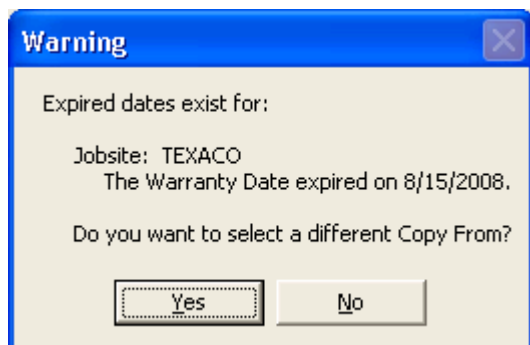 Warning
Expired dates exist for:
Jobsite: TEXACO
The Warranty Date expired on 8/15/2008.
Do you want to select a different Copy From?
Yes
No